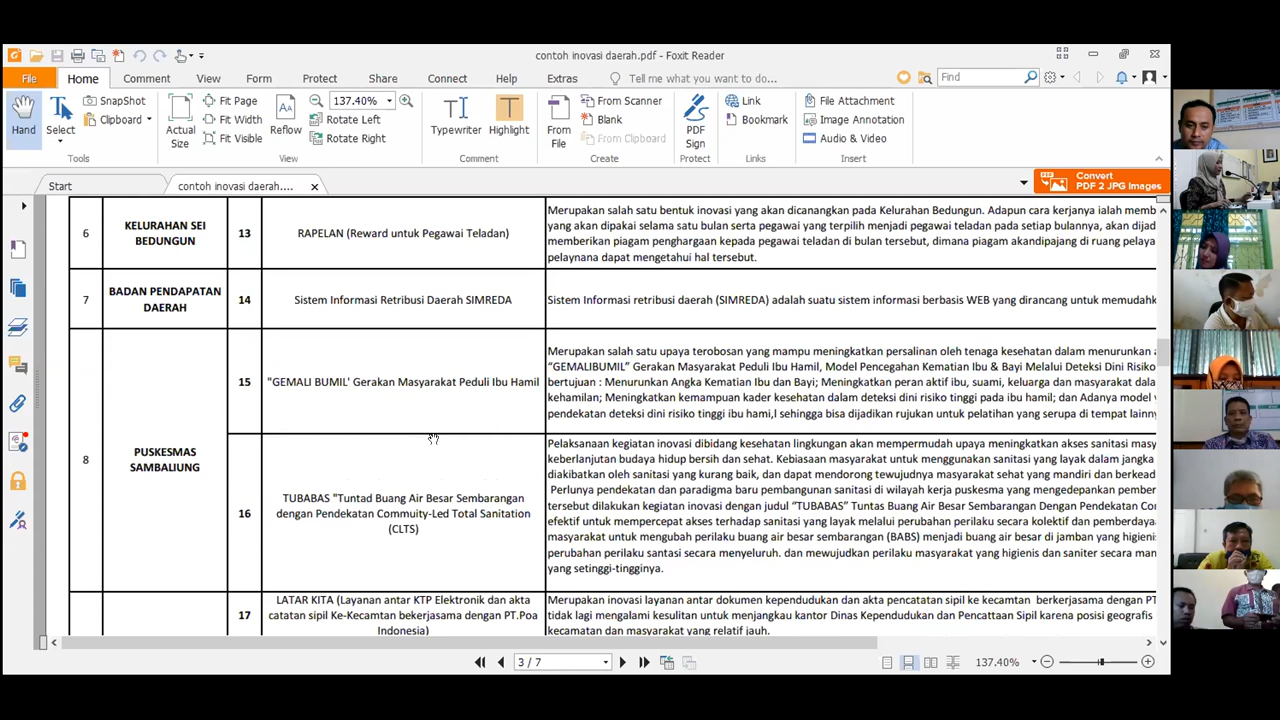 contoh inovasi daerah.pdf - Foxit Reader
File Home Comment View Form Protect Share Connect Help Extras Tell me what you want to do... Find
Hand
Select
SnapShot
Clipboard
Tools
Actual Size
Fit Page
Fit Width
Fit Visible
Reflow
137.40%
Rotate Left
Rotate Right
View
Typewriter
Highlight
Comment
From File
From Scanner
Blank
From Clipboard
Create
PDF Sign
Protect
Link
Bookmark
Links
File Attachment
Image Annotation
Audio & Video
Insert
Start
contoh inovasi daerah....
Convert
PDF 2 JPG Images
6
KELURAHAN SEI
BEDUNGUN
13
RAPELAN (Reward untuk Pegawai Teladan)
Merupakan salah satu bentuk inovasi yang akan dicanangkan pada Kelurahan Bedungun. Adapun cara kerjanya ialah memb
yang akan dipakai selama satu bulan serta pegawai yang terpilih menjadi pegawai teladan pada setiap bulannya, akan dijad
memberikan piagam penghargaan kepada pegawai teladan di bulan tersebut, dimana piagam akandipajang di ruang pelaya
pelaynana dapat mengetahui hal tersebut.
7
BADAN PENDAPATAN
DAERAH
14
Sistem Informasi Retribusi Daerah SIMREDA
Sistem Informasi retribusi daerah (SIMREDA) adalah suatu sistem informasi berbasis WEB yang dirancang untuk memudahk
8
PUSKESMAS
SAMBALIUNG
15
"GEMALI BUMIL' Gerakan Masyarakat Peduli Ibu Hamil
Merupakan salah satu upaya terobosan yang mampu meningkatkan persalinan oleh tenaga kesehatan dalam menurunkan a
“GEMALIBUMIL” Gerakan Masyarakat Peduli Ibu Hamil, Model Pencegahan Kematian Ibu & Bayi Melalui Deteksi Dini Risiko
bertujuan : Menurunkan Angka Kematian Ibu dan Bayi; Meningkatkan peran aktif ibu, suami, keluarga dan masyarakat dala
kehamilan; Meningkatkan kemampuan kader kesehatan dalam deteksi dini risiko tinggi pada ibu hamil; dan Adanya model y
pendekatan deteksi dini risiko tinggi ibu hami,l sehingga bisa dijadikan rujukan untuk pelatihan yang serupa di tempat lainny
16
TUBABAS "Tuntad Buang Air Besar Sembarangan
dengan Pendekatan Commuity-Led Total Sanitation
(CLTS)
Pelaksanaan kegiatan inovasi dibidang kesehatan lingkungan akan mempermudah upaya meningkatkan akses sanitasi masy
keberlanjutan budaya hidup bersih dan sehat. Kebiasaan masyarakat untuk menggunakan sanitasi yang layak dalam jangka
diakibatkan oleh sanitasi yang kurang baik, dan dapat mendorong tewujudnya masyarakat sehat yang mandiri dan berkead
Perlunya pendekatan dan paradigma baru pembangunan sanitasi di wilayah kerja puskesma yang mengedepankan pember
tersebut dilakukan kegiatan inovasi dengan judul “TUBABAS” Tuntas Buang Air Besar Sembarangan Dengan Pendekatan Co
efektif untuk mempercepat akses terhadap sanitasi yang layak melalui perubahan perilaku secara kolektif dan pemberdaya
masyarakat untuk mengubah perilaku buang air besar sembarangan (BABS) menjadi buang air besar di jamban yang higienis
perubahan perilaku santasi secara menyeluruh. dan mewujudkan perilaku masyarakat yang higienis dan saniter secara man
yang setinggi-tingginya.
17
LATAR KITA (Layanan antar KTP Elektronik dan akta
catatan sipil Ke-Kecamtan bekerjasama dengan PT.Poa
Indonesia)
Merupakan inovasi layanan antar dokumen kependudukan dan akta pencatatan sipil ke kecamtan berkerjasama dengan PT
tidak lagi mengalami kesulitan untuk menjangkau kantor Dinas Kependudukan dan Pencattaan Sipil karena posisi geografis
kecamatan dan masyarakat yang relatif jauh.
3 / 7
137.40%